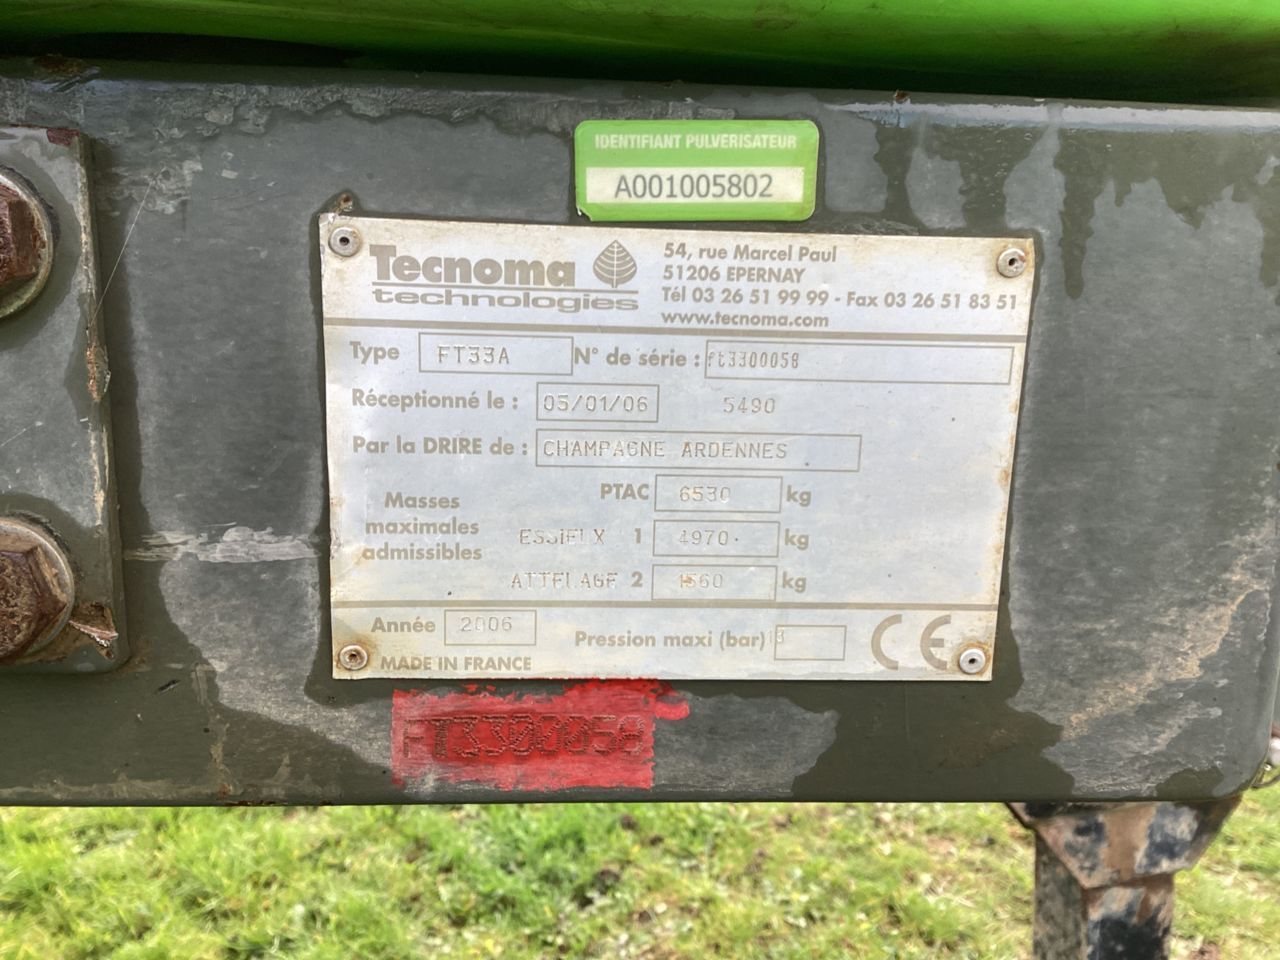 IDENTIFIANT PULVERISATEUR
A001005802
Tecnoma
technologies
54, rue Marcel Paul
51206 EPERNAY
Tél 03 26 51 99 99 - Fax 03 26 51 83 51
www.tecnoma.com
Type FT33A N° de série : ft3300058
Réceptionné le : 05/01/06 5490
Par la DRIRE de : CHAMPAGNE ARDENNES
Masses maximales admissibles
PTAC 6530 kg
ESSIEUX 1 4970 kg
ATTELAGE 2 1560 kg
Année 2006 Pression maxi (bar) 3 CE
MADE IN FRANCE
FT3300058